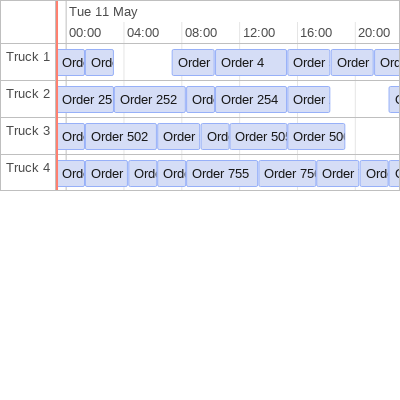 Tue 11 May
00:00 04:00 08:00 12:00 16:00 20:00
Truck 1 Ord Ord Order Order 4 Order Order Ord
Truck 2 Order 25 Order 252 Ord Order 254 Order
Truck 3 Ord Order 502 Order Ord Order 505 Order 50
Truck 4 Ord Order Ord Ord Order 755 Order 75 Order Ord